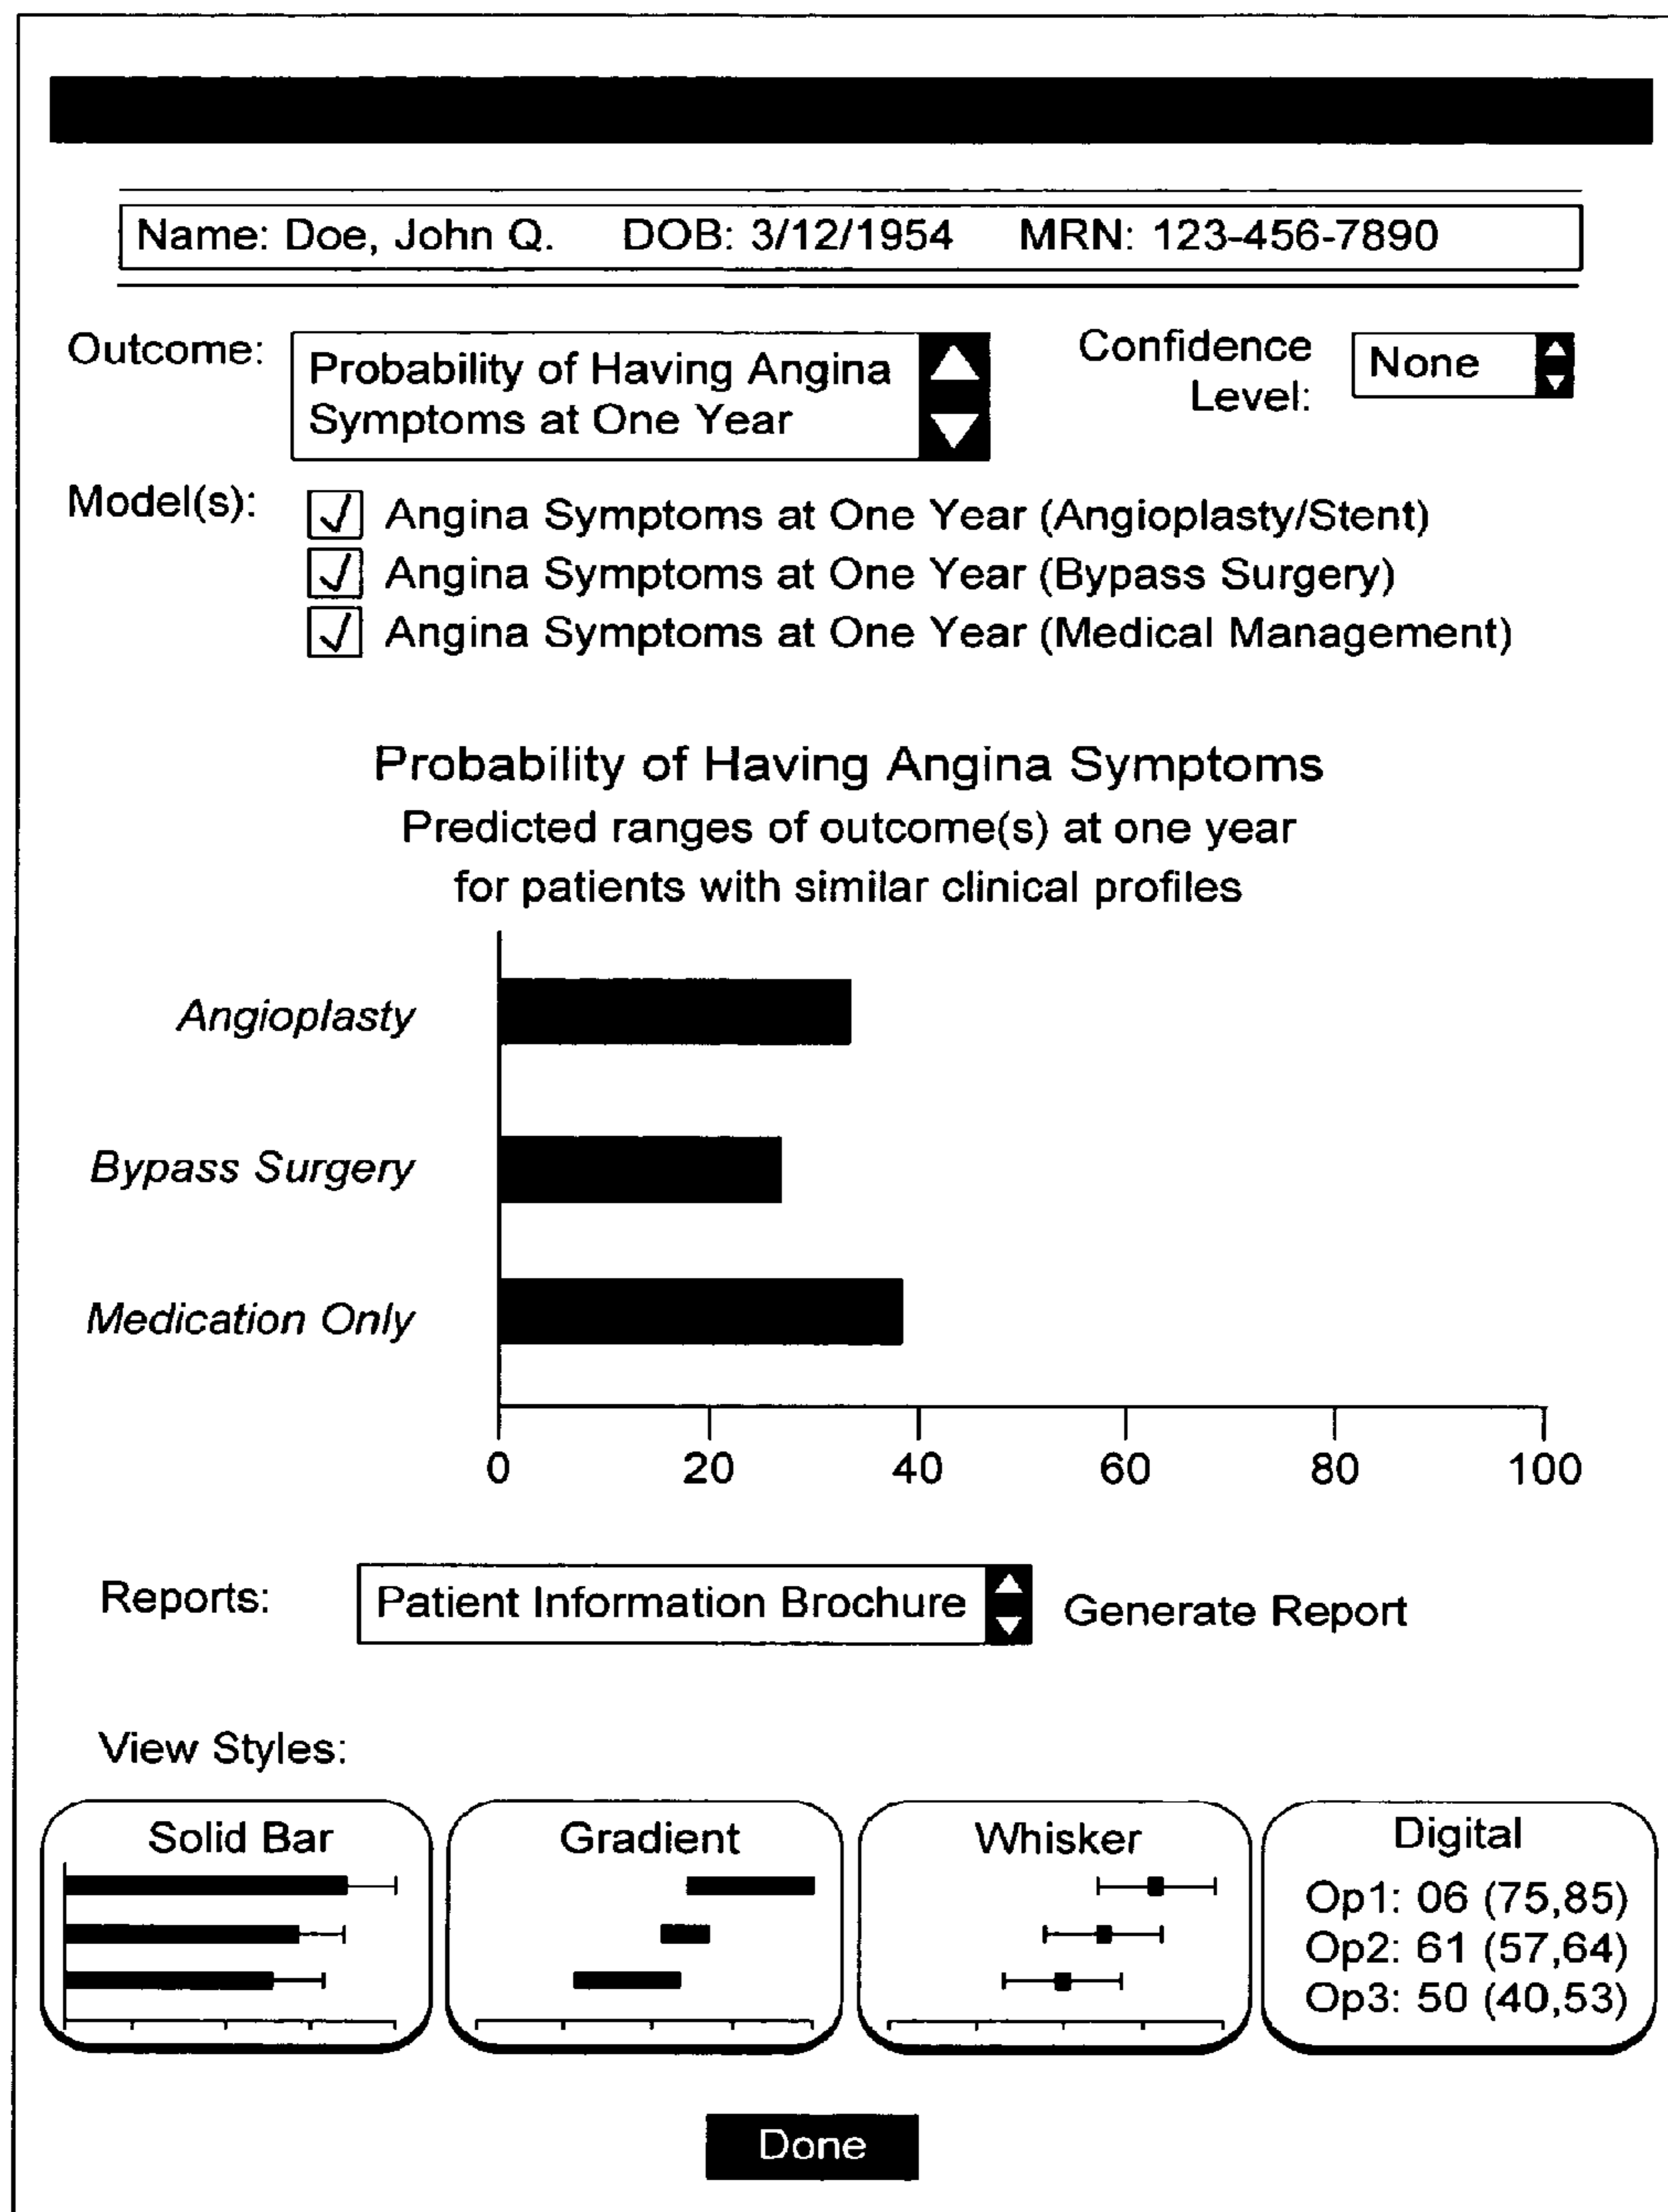 Name: Doe, John Q. DOB: 3/12/1954 MRN: 123-456-7890
Outcome:
Probability of Having Angina
Symptoms at One Year
Confidence
Level:
None
Model(s):
Angina Symptoms at One Year (Angioplasty/Stent)
Angina Symptoms at One Year (Bypass Surgery)
Angina Symptoms at One Year (Medical Management)
Probability of Having Angina Symptoms
Predicted ranges of outcome(s) at one year
for patients with similar clinical profiles
Angioplasty
Bypass Surgery
Medication Only
0 20 40 60 80 100
Reports:
Patient Information Brochure
Generate Report
View Styles:
Solid Bar
Gradient
Whisker
Digital
Op1: 06 (75,85)
Op2: 61 (57,64)
Op3: 50 (40,53)
Done